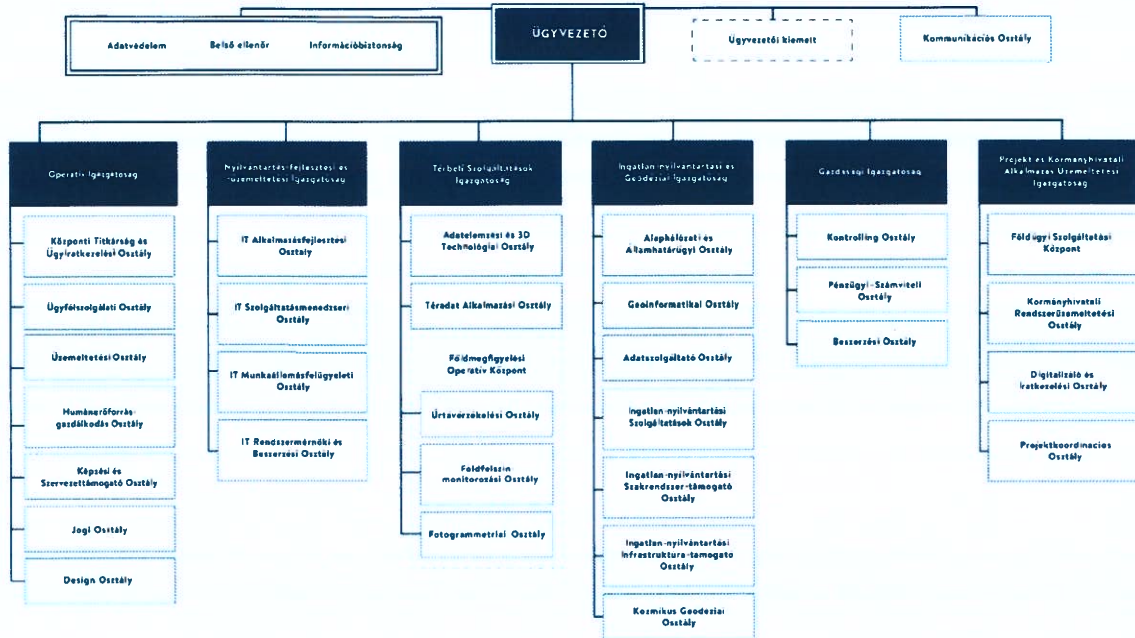 ÜGYVEZETŐ
Adatvédelem
Belső ellenőr
Információbiztonság
Ügyvezetői kiemelt
Kommunikációs Osztály
Operatív Igazgatóság
Központi Titkárság és
Ügyiratkezelési Osztály
Ügyfélszolgálati Osztály
Üzemeltetési Osztály
Humánerőforrás-
gazdálkodás Osztály
Képzési és
Szervezettámogató Osztály
Jogi Osztály
Design Osztály
Nyilvántartás-fejlesztési és
-üzemeltetési Igazgatóság
IT Alkalmazásfejlesztési
Osztály
IT Szolgáltatásmenedzseri
Osztály
IT Munkaállomásfelügyeleti
Osztály
IT Rendszermérnöki és
Beszerzési Osztály
Térbeli Szolgáltatások
Igazgatóság
Adatelemzési és 3D
Technológiai Osztály
Téradat Alkalmazási Osztály
Földmegfigyelési
Operatív Központ
Űrtávérzékelési Osztály
Földfelszín-
monitorozási Osztály
Fotogrammetriai Osztály
Ingatlan-nyilvántartási és
Geodéziai Igazgatóság
Alaphálózati és
Államhatárügyi Osztály
Geoinformatikai Osztály
Adatszolgáltató Osztály
Ingatlan-nyilvántartási
Szolgáltatások Osztály
Ingatlan-nyilvántartási
Szakrendszer-támogató
Osztály
Ingatlan-nyilvántartási
Infrastruktúra-támogató
Osztály
Kozmikus Geodéziai
Osztály
Gazdasági Igazgatóság
Kontrolling Osztály
Pénzügyi-Számviteli
Osztály
Beszerzési Osztály
Projekt és Kormányhivatali
Alkalmazás Üzemeltetési
Igazgatóság
Földügyi Szolgáltatási
Központ
Kormányhivatali
Rendszerüzemeltetési
Osztály
Digitalizáló és
Iratkezelési Osztály
Projektkoordinációs
Osztály